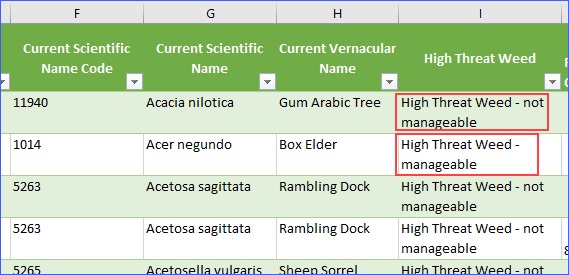 F G H I
Current Scientific Name Code
Current Scientific Name
Current Vernacular Name
High Threat Weed
11940 Acacia nilotica Gum Arabic Tree High Threat Weed - not
manageable
1014 Acer negundo Box Elder High Threat Weed -
manageable
5263 Acetosa sagittata Rambling Dock High Threat Weed - not
manageable
5263 Acetosa sagittata Rambling Dock High Threat Weed - not
manageable
5265 Acetosella vulgaris Sheep Sorrel High Threat Weed - not